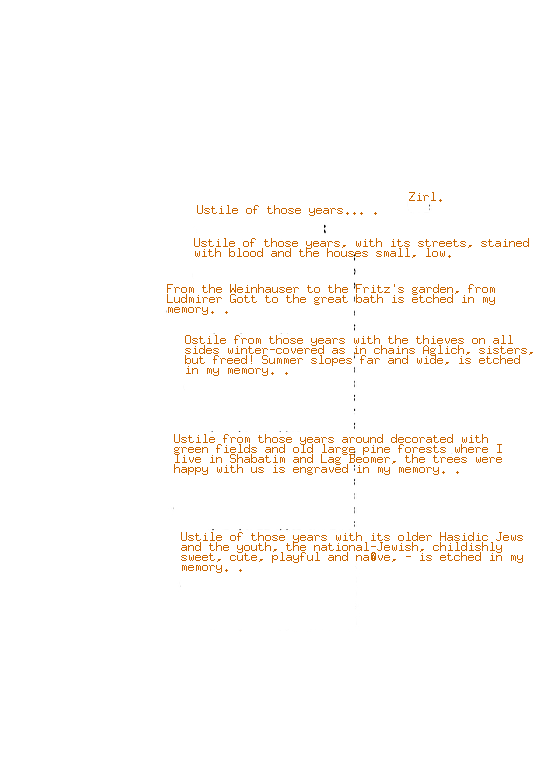 Zirl.
Ustile of those years... .
Ustile of those years, with its streets, stained
with blood and the houses small, low.
From the Weinhauser to the Fritz's garden, from
Ludmirer Gott to the great bath is etched in my
memory. .
Ostile from those years with the thieves on all
sides winter-covered as in chains Aglich, sisters,
but freed! Summer slopes far and wide, is etched
in my memory. .
Ustile from those years around decorated with
green fields and old large pine forests where I
live in Shabatim and Lag Beomer, the trees were
happy with us is engraved in my memory. .
Ustile of those years with its older Hasidic Jews
and the youth, the national-Jewish, childishly
sweet, cute, playful and na�ve, - is etched in my
memory. .